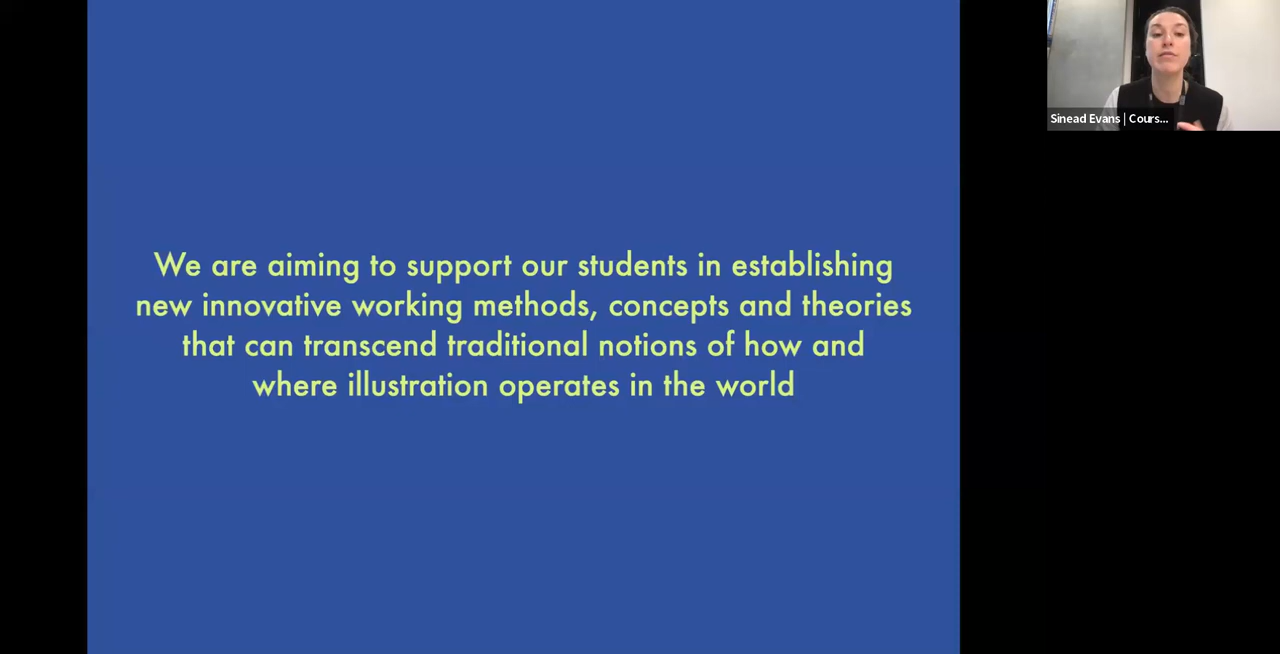 We are aiming to support our students in establishing
new innovative working methods, concepts and theories
that can transcend traditional notions of how and
where illustration operates in the world
Sinead Evans | Cours...